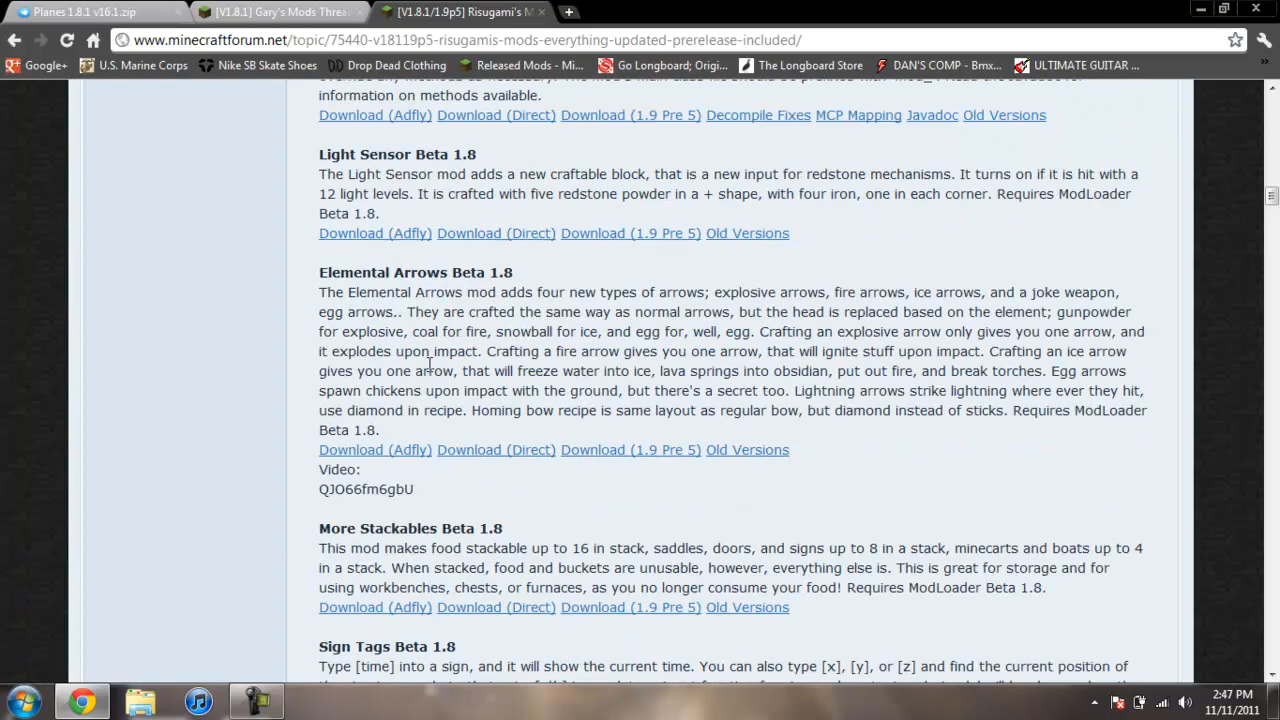 Planes 1.8.1 v16.1.zip
[V1.8.1] Gary's Mods Threa
[V1.8.1/1.9p5] Risugami's M
www.minecraftforum.net/topic/75440-v18119p5-risugamis-mods-everything-updated-prerelease-included/
Google+ U.S. Marine Corps Nike SB Skate Shoes Drop Dead Clothing Released Mods - Mi... Go Longboard; Origi... The Longboard Store DAN'S COMP - Bmx... ULTIMATE GUITAR ...
information on methods available.
Download (Adfly) Download (Direct) Download (1.9 Pre 5) Decompile Fixes MCP Mapping Javadoc Old Versions
Light Sensor Beta 1.8
The Light Sensor mod adds a new craftable block, that is a new input for redstone mechanisms. It turns on if it is hit with a
12 light levels. It is crafted with five redstone powder in a + shape, with four iron, one in each corner. Requires ModLoader
Beta 1.8.
Download (Adfly) Download (Direct) Download (1.9 Pre 5) Old Versions
Elemental Arrows Beta 1.8
The Elemental Arrows mod adds four new types of arrows; explosive arrows, fire arrows, ice arrows, and a joke weapon,
egg arrows.. They are crafted the same way as normal arrows, but the head is replaced based on the element; gunpowder
for explosive, coal for fire, snowball for ice, and egg for, well, egg. Crafting an explosive arrow only gives you one arrow, and
it explodes upon impact. Crafting a fire arrow gives you one arrow, that will ignite stuff upon impact. Crafting an ice arrow
gives you one arrow, that will freeze water into ice, lava springs into obsidian, put out fire, and break torches. Egg arrows
spawn chickens upon impact with the ground, but there's a secret too. Lightning arrows strike lightning where ever they hit,
use diamond in recipe. Homing bow recipe is same layout as regular bow, but diamond instead of sticks. Requires ModLoader
Beta 1.8.
Download (Adfly) Download (Direct) Download (1.9 Pre 5) Old Versions
Video:
QJO66fm6gbU
More Stackables Beta 1.8
This mod makes food stackable up to 16 in stack, saddles, doors, and signs up to 8 in a stack, minecarts and boats up to 4
in a stack. When stacked, food and buckets are unusable, however, everything else is. This is great for storage and for
using workbenches, chests, or furnaces, as you no longer consume your food! Requires ModLoader Beta 1.8.
Download (Adfly) Download (Direct) Download (1.9 Pre 5) Old Versions
Sign Tags Beta 1.8
Type [time] into a sign, and it will show the current time. You can also type [x], [y], or [z] and find the current position of
2:47 PM
11/11/2011